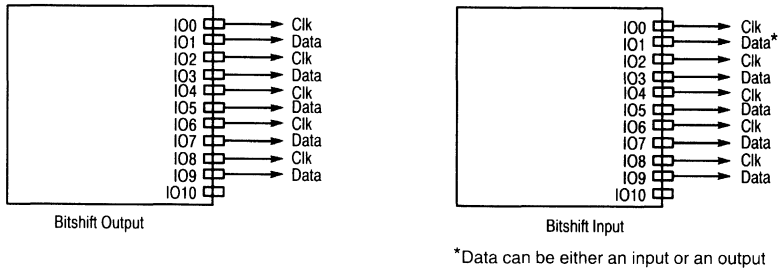 IO0 Clk
IO1 Data
IO2 Clk
IO3 Data
IO4 Clk
IO5 Data
IO6 Clk
IO7 Data
IO8 Clk
IO9 Data
IO10
Bitshift Output
IO0 Clk
IO1 Data*
IO2 Clk
IO3 Data
IO4 Clk
IO5 Data
IO6 Clk
IO7 Data
IO8 Clk
IO9 Data
IO10
Bitshift Input
*Data can be either an input or an output